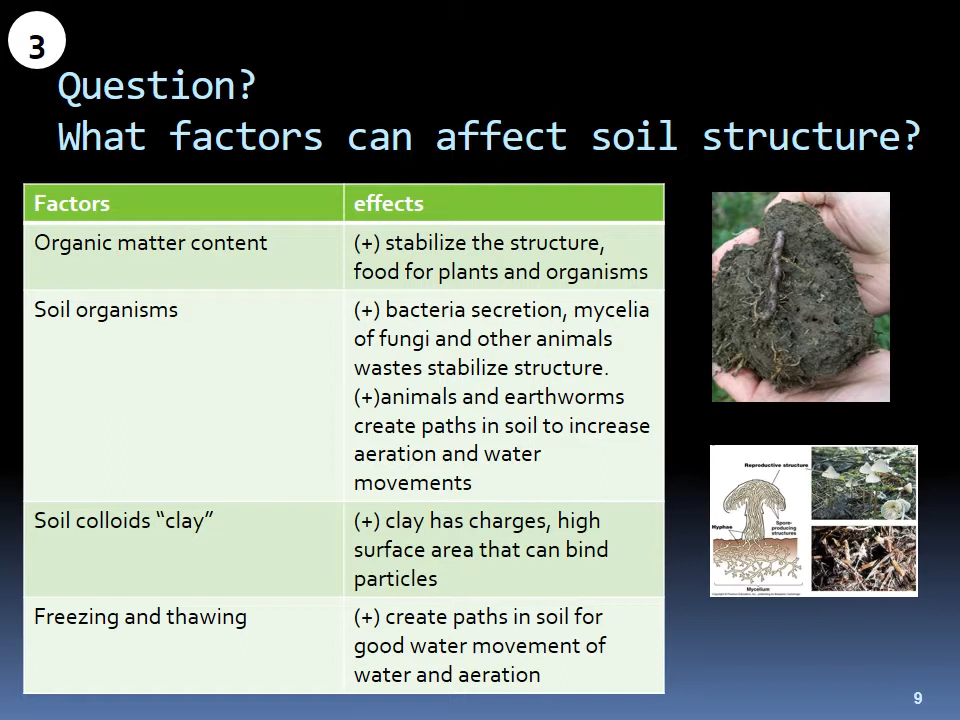 3
Question?
What factors can affect soil structure?
Factors
effects
Organic matter content
(+) stabilize the structure,
food for plants and organisms
Soil organisms
(+) bacteria secretion, mycelia
of fungi and other animals
wastes stabilize structure.
(+)animals and earthworms
create paths in soil to increase
aeration and water
movements
Soil colloids “clay”
(+) clay has charges, high
surface area that can bind
particles
Freezing and thawing
(+) create paths in soil for
good water movement of
water and aeration
Reproductive structure
Hyphae
Spore-
producing
structures
Mycelium
9